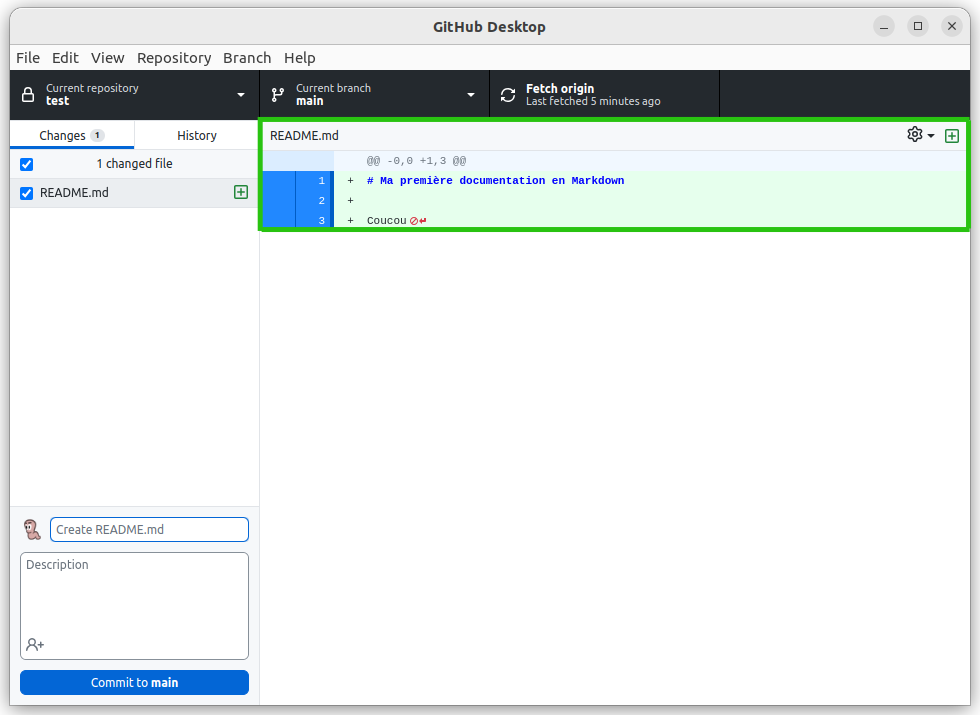 GitHub Desktop
File Edit View Repository Branch Help
Current repository
test
Current branch
main
Fetch origin
Last fetched 5 minutes ago
Changes 1
History
1 changed file
README.md
README.md
@@ -0,0 +1,3 @@
1 + # Ma première documentation en Markdown
2 +
3 + Coucou
Create README.md
Description
Commit to main